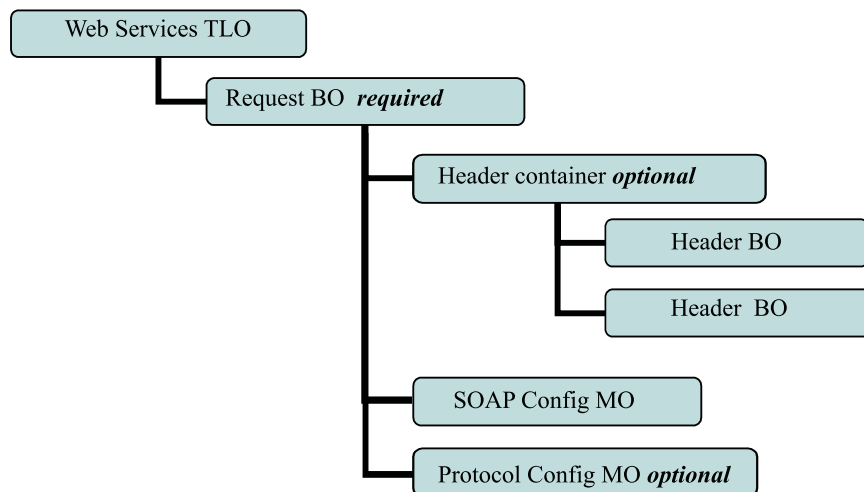 Web Services TLO
Request BO required
Header container optional
Header BO
Header BO
SOAP Config MO
Protocol Config MO optional